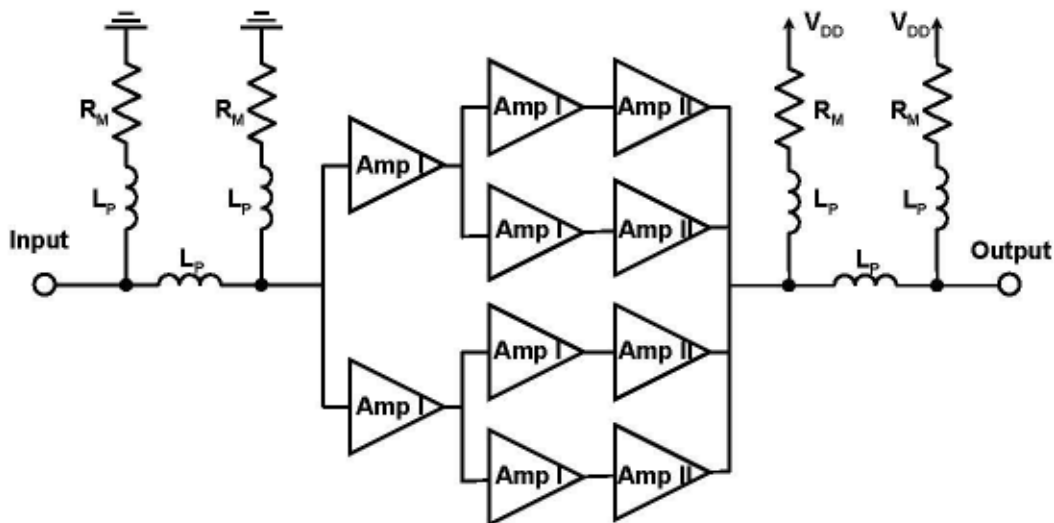 V_DD V_DD
R_M R_M R_M R_M
L_P L_P L_P L_P
Amp I Amp II
Amp I
Amp I Amp II
Input L_P L_P Output
Amp I Amp II
Amp I
Amp I Amp II